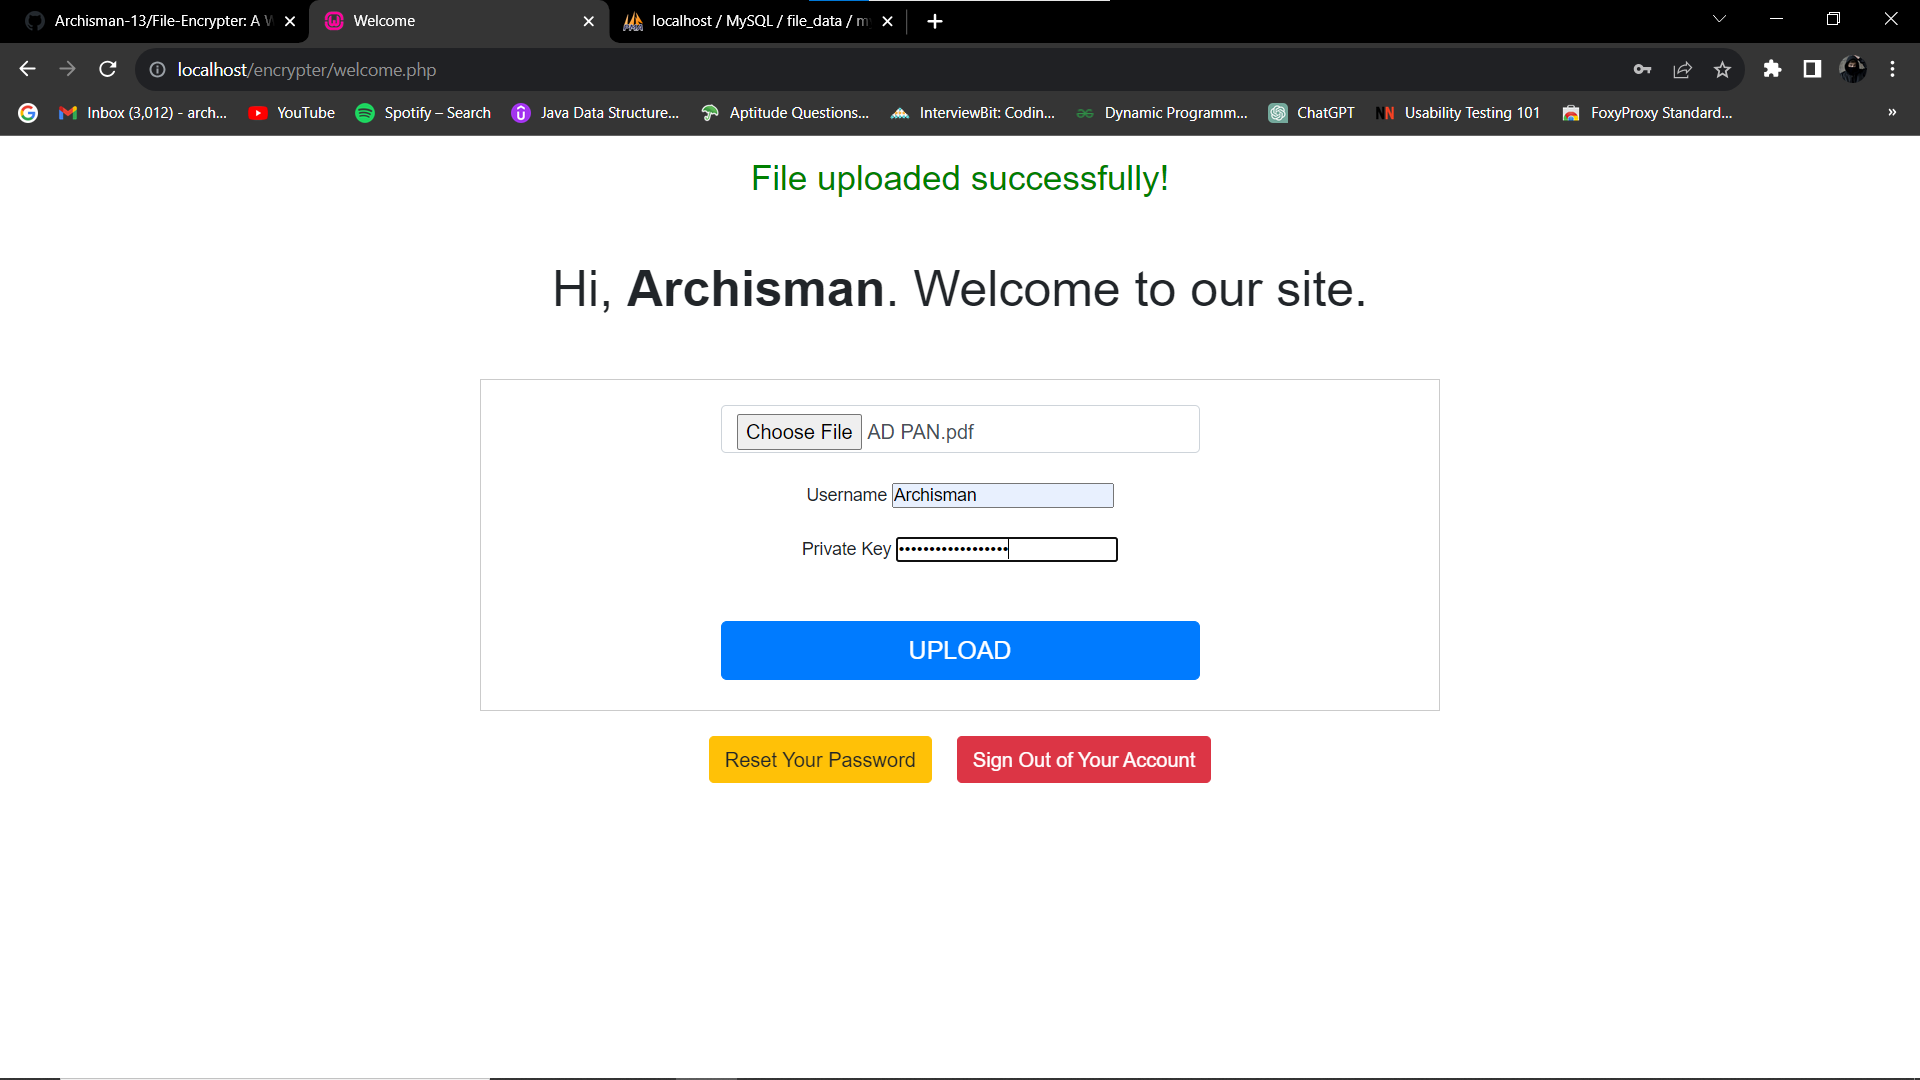 Archisman-13/File-Encrypter: A W
Welcome
localhost / MySQL / file_data / my
localhost/encrypter/welcome.php
Inbox (3,012) - arch...
YouTube
Spotify – Search
Java Data Structure...
Aptitude Questions...
InterviewBit: Codin...
Dynamic Programm...
ChatGPT
NN Usability Testing 101
FoxyProxy Standard...
»
File uploaded successfully!
Hi, Archisman. Welcome to our site.
Choose File AD PAN.pdf
Username Archisman
Private Key ••••••••••••••••••
UPLOAD
Reset Your Password
Sign Out of Your Account